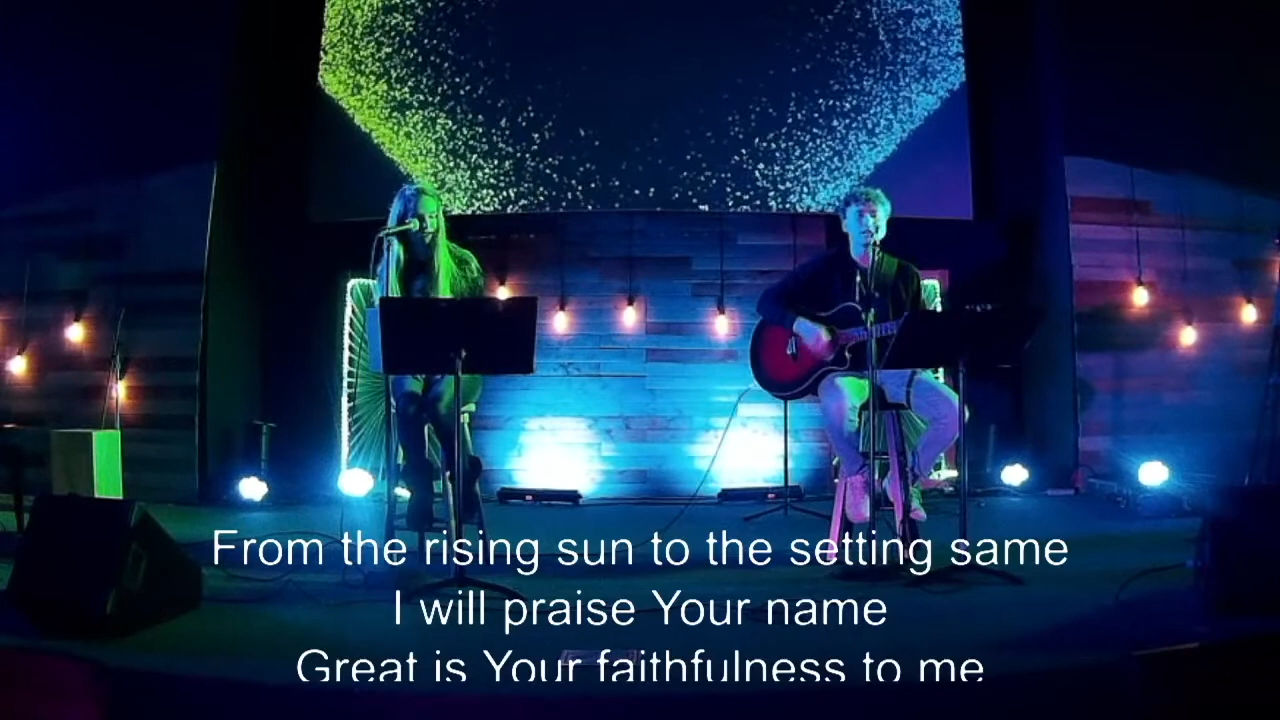 From the rising sun to the setting same
I will praise Your name
Great is Your faithfulness to me